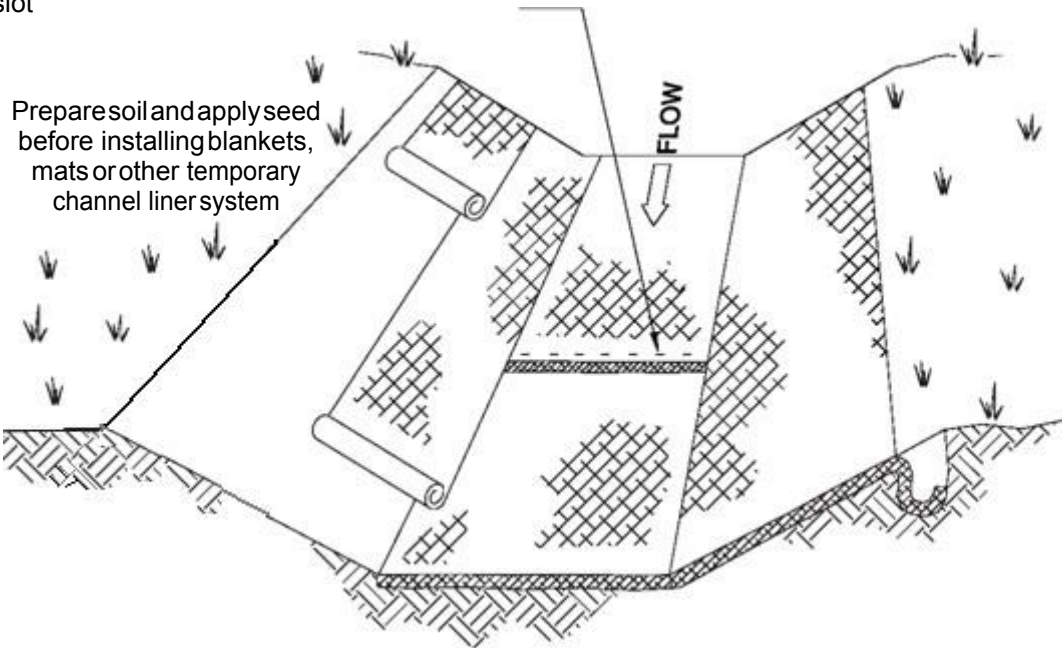 slot
Prepare soil and apply seed
before installing blankets,
mats or other temporary
channel liner system
FLOW